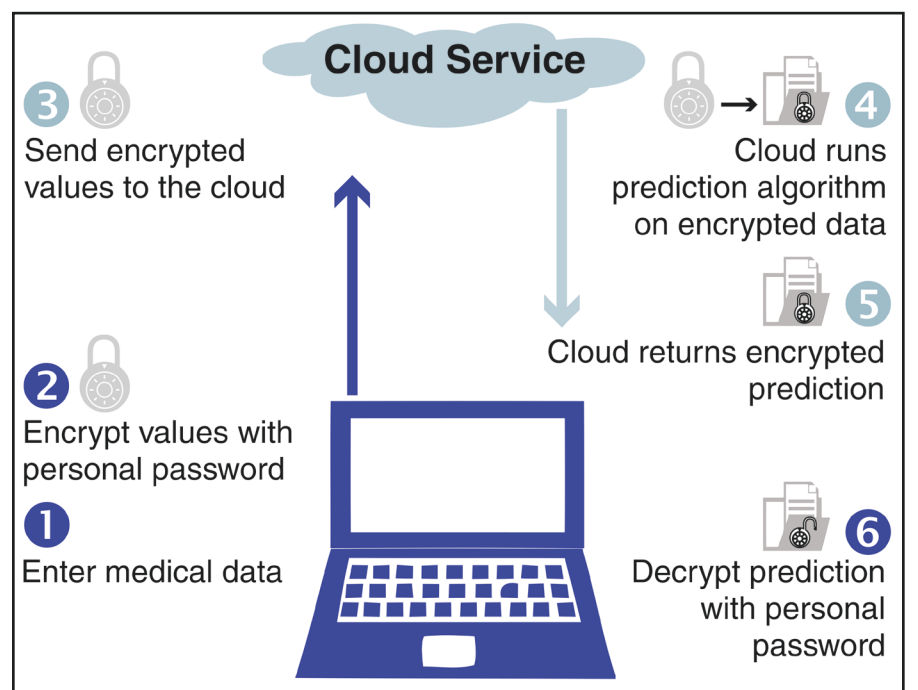 Cloud Service
3
Send encrypted
values to the cloud
2
Encrypt values with
personal password
1
Enter medical data
4
Cloud runs
prediction algorithm
on encrypted data
5
Cloud returns encrypted
prediction
6
Decrypt prediction
with personal
password